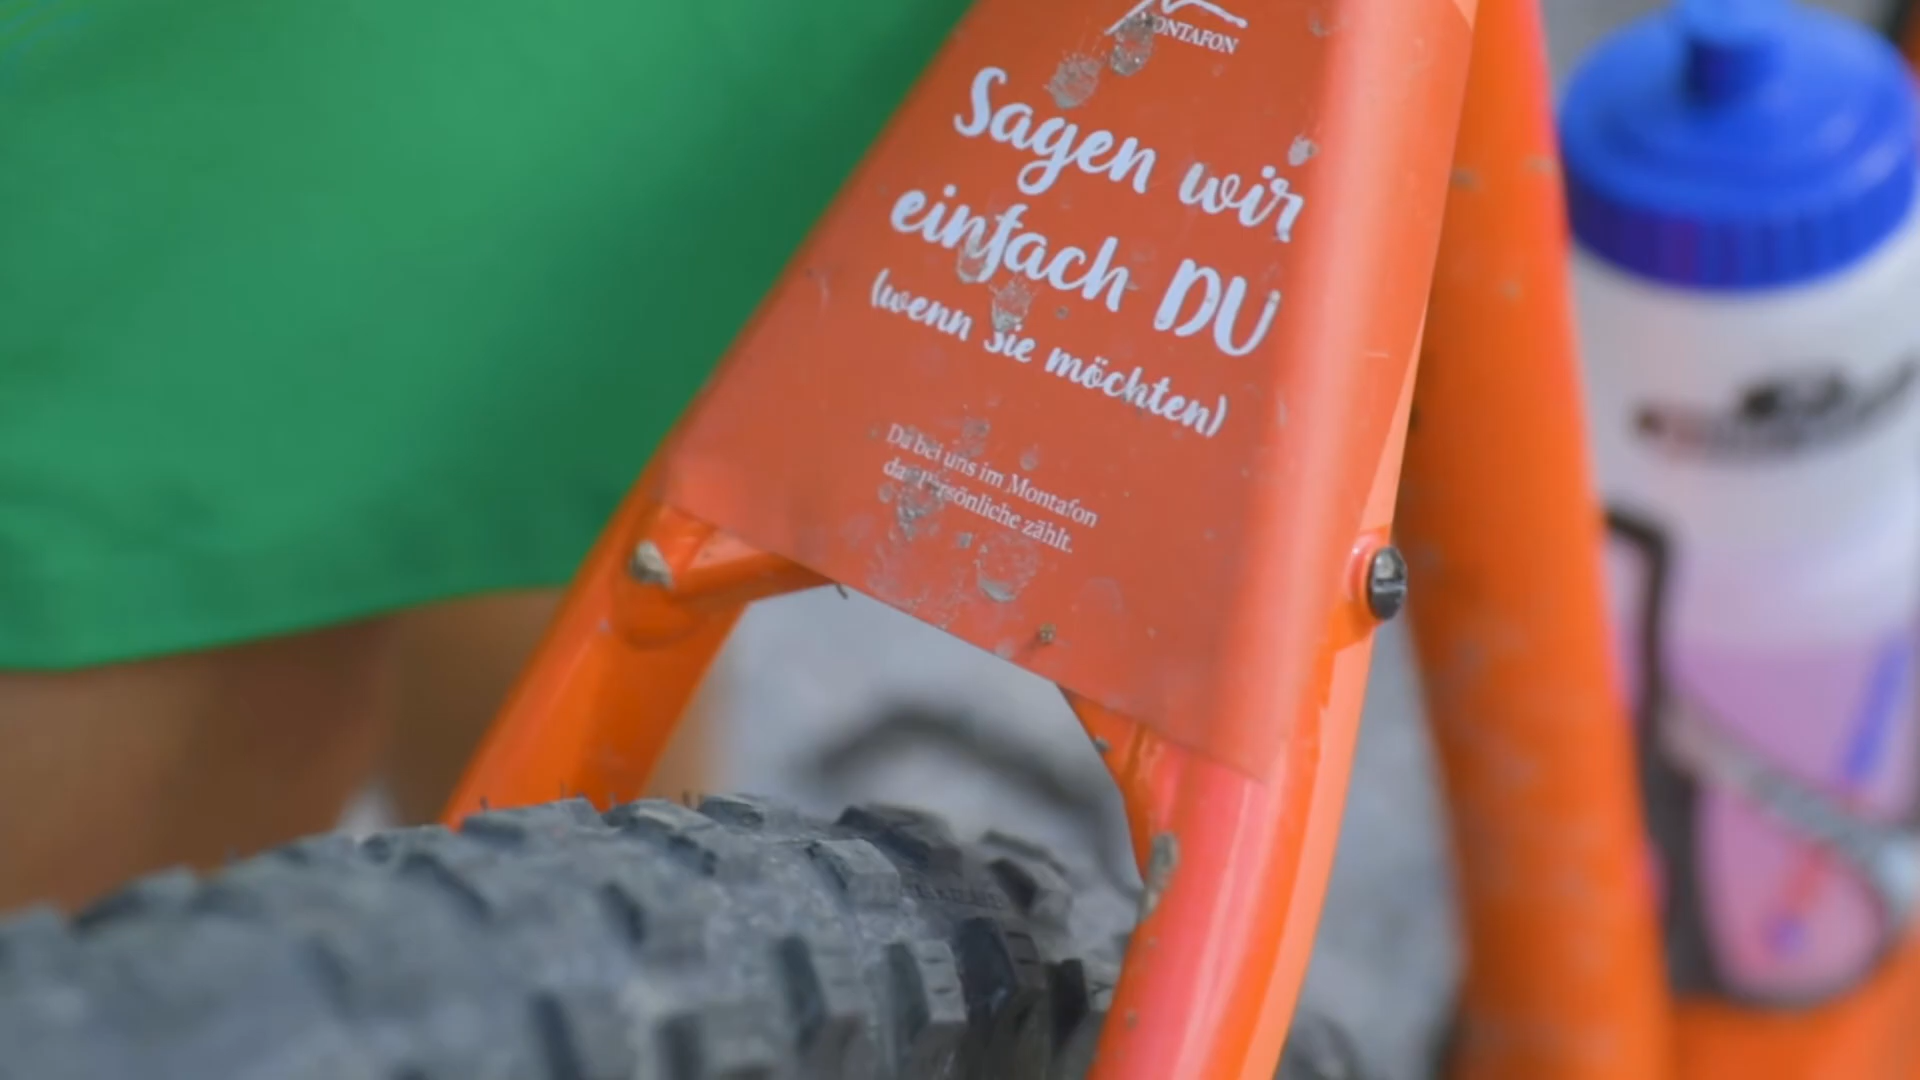 MONTAFON
Sagen wir
einfach DU
(wenn Sie möchten)
Da bei uns im Montafon
das Persönliche zählt.